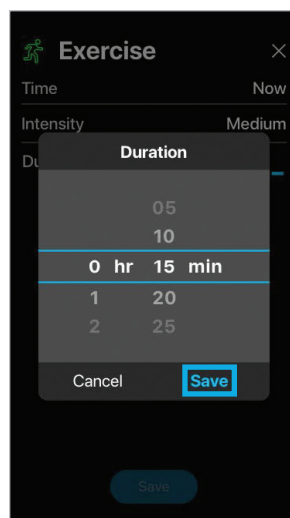 Exercise
Time Now
Intensity Medium
Du
Duration
05
10
0 hr 15 min
1 20
2 25
Cancel Save
Save